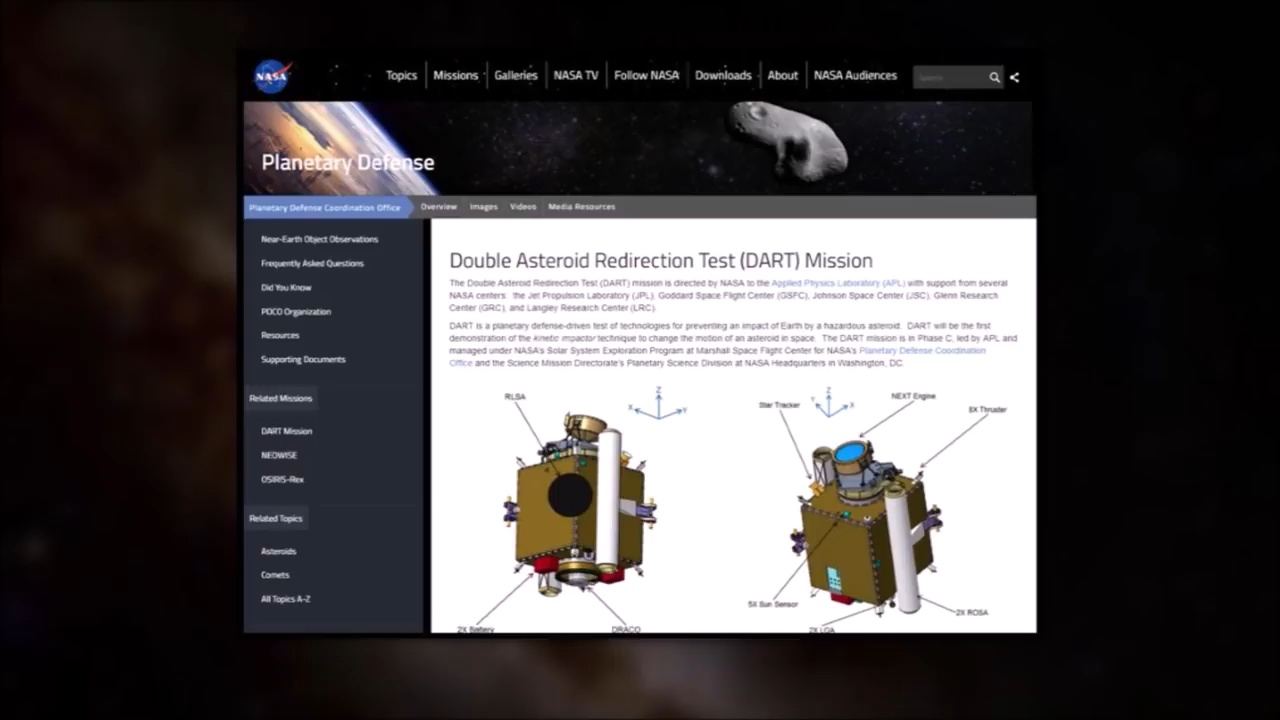 NASA
Topics
Missions
Galleries
NASA TV
Follow NASA
Downloads
About
NASA Audiences
Search
Planetary Defense
Planetary Defense Coordination Office
Overview
Images
Videos
Media Resources
Near-Earth Object Observations
Frequently Asked Questions
Did You Know
PDCO Organization
Resources
Supporting Documents
Related Missions
DART Mission
NEOWISE
OSIRIS-Rex
Related Topics
Asteroids
Comets
All Topics A-Z
Double Asteroid Redirection Test (DART) Mission
The Double Asteroid Redirection Test (DART) mission is directed by NASA to the Applied Physics Laboratory (APL) with support from several
NASA centers: the Jet Propulsion Laboratory (JPL), Goddard Space Flight Center (GSFC), Johnson Space Center (JSC), Glenn Research
Center (GRC), and Langley Research Center (LRC).
DART is a planetary defense-driven test of technologies for preventing an impact of Earth by a hazardous asteroid. DART will be the first
demonstration of the kinetic impactor technique to change the motion of an asteroid in space. The DART mission is in Phase C, led by APL and
managed under NASA's Solar System Exploration Program at Marshall Space Flight Center for NASA's Planetary Defense Coordination
Office and the Science Mission Directorate's Planetary Science Division at NASA Headquarters in Washington, DC.
RLSA
Z
X
Y
2X Battery
DRACO
Star Tracker
Z
Y
X
NEXT Engine
8X Thruster
5X Sun Sensor
2X LGA
2X ROSA